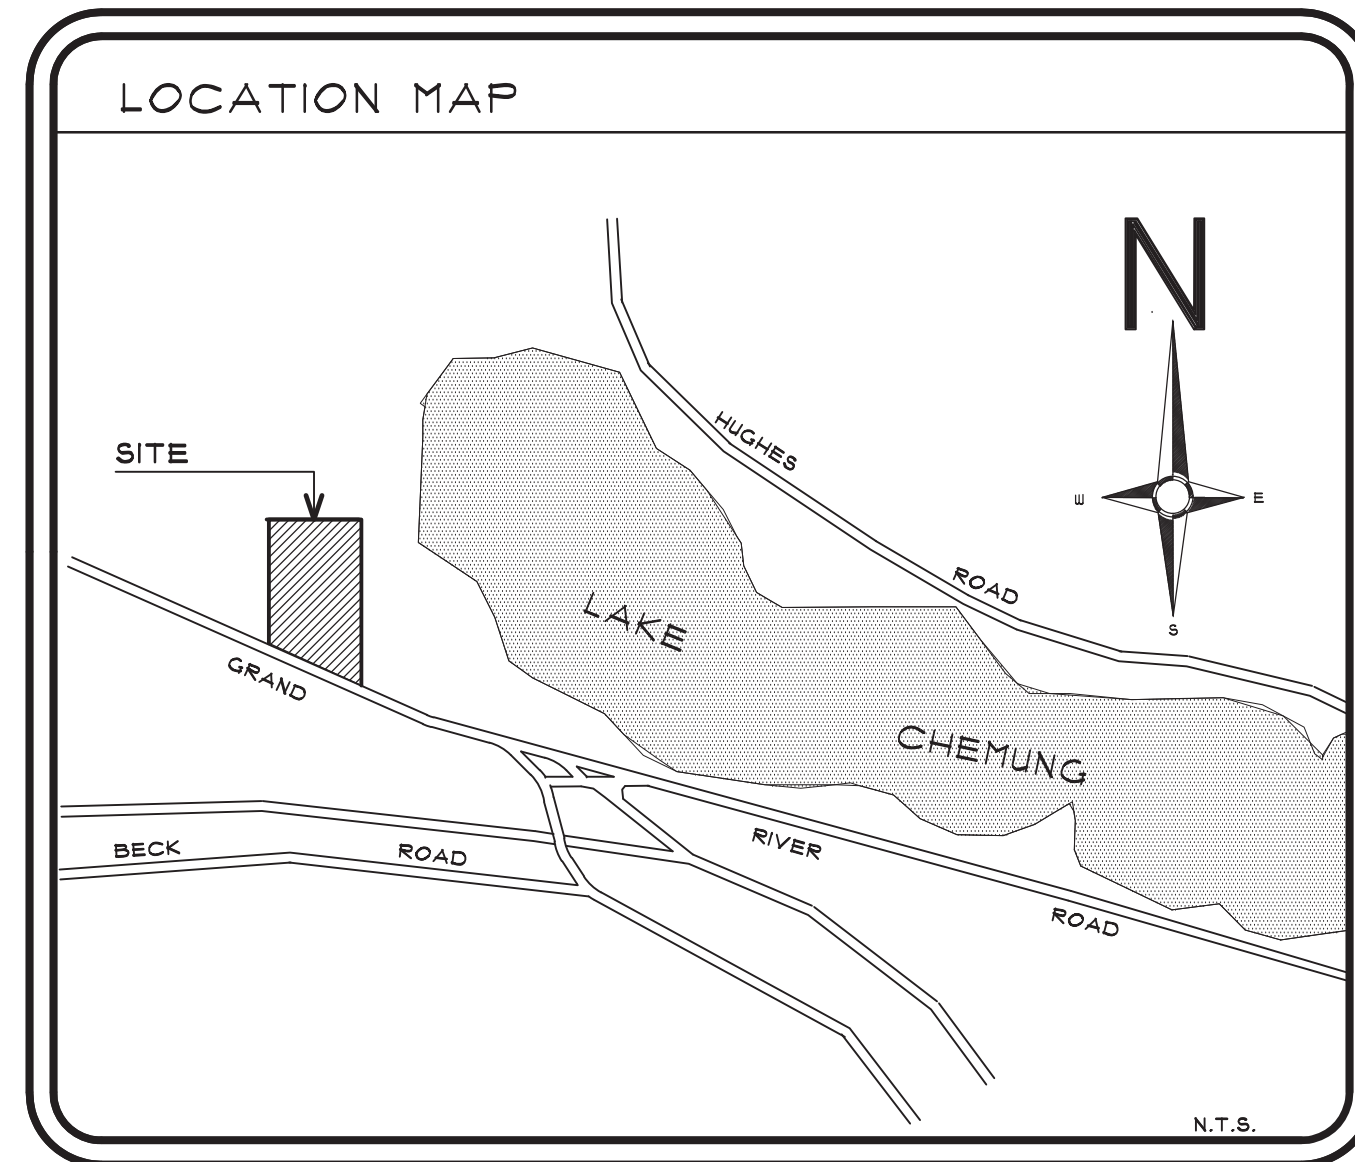 LOCATION MAP
N
HUGHES
SITE
W
E
ROAD
LAKE
S
GRAND
CHEMUNG
RIVER
BECK
ROAD
ROAD
N.T.S.